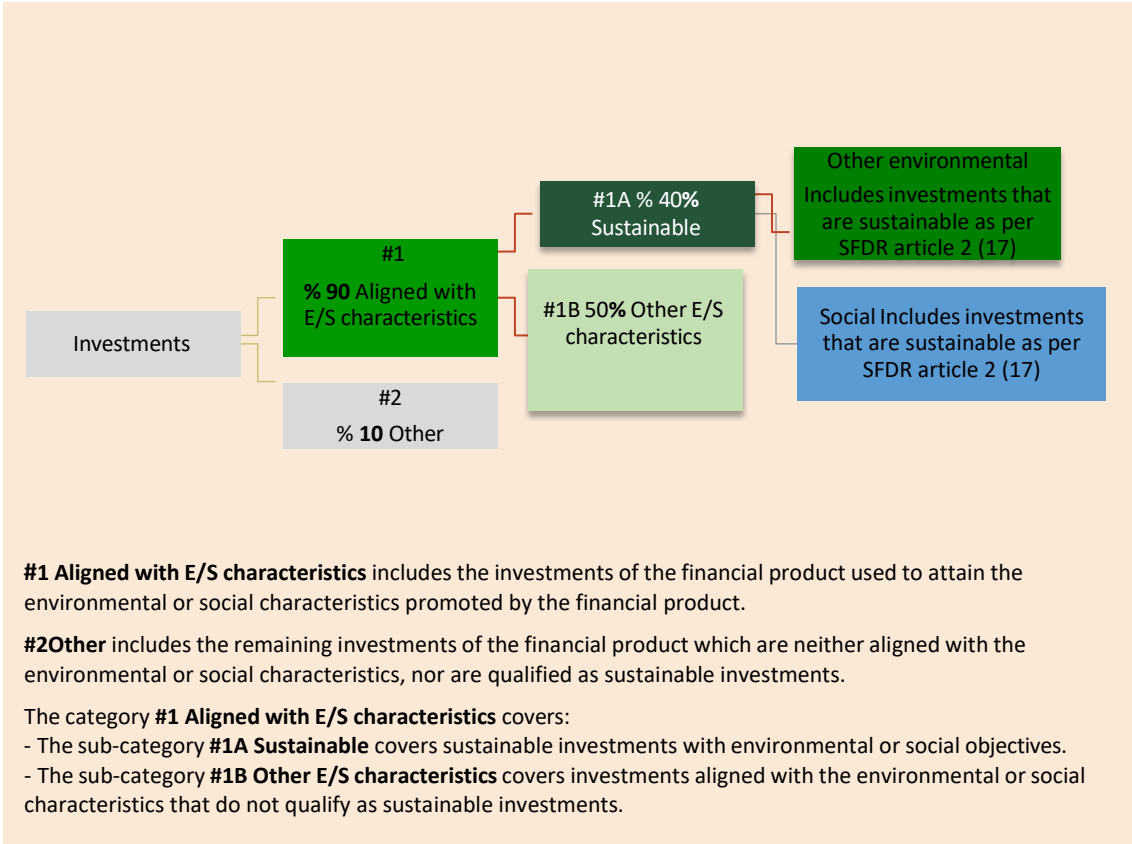 Investments
#1
% 90 Aligned with
E/S characteristics
#2
% 10 Other
#1A % 40%
Sustainable
#1B 50% Other E/S
characteristics
Other environmental
Includes investments that
are sustainable as per
SFDR article 2 (17)
Social Includes investments
that are sustainable as per
SFDR article 2 (17)
#1 Aligned with E/S characteristics includes the investments of the financial product used to attain the
environmental or social characteristics promoted by the financial product.
#2Other includes the remaining investments of the financial product which are neither aligned with the
environmental or social characteristics, nor are qualified as sustainable investments.
The category #1 Aligned with E/S characteristics covers:
- The sub-category #1A Sustainable covers sustainable investments with environmental or social objectives.
- The sub-category #1B Other E/S characteristics covers investments aligned with the environmental or social
characteristics that do not qualify as sustainable investments.